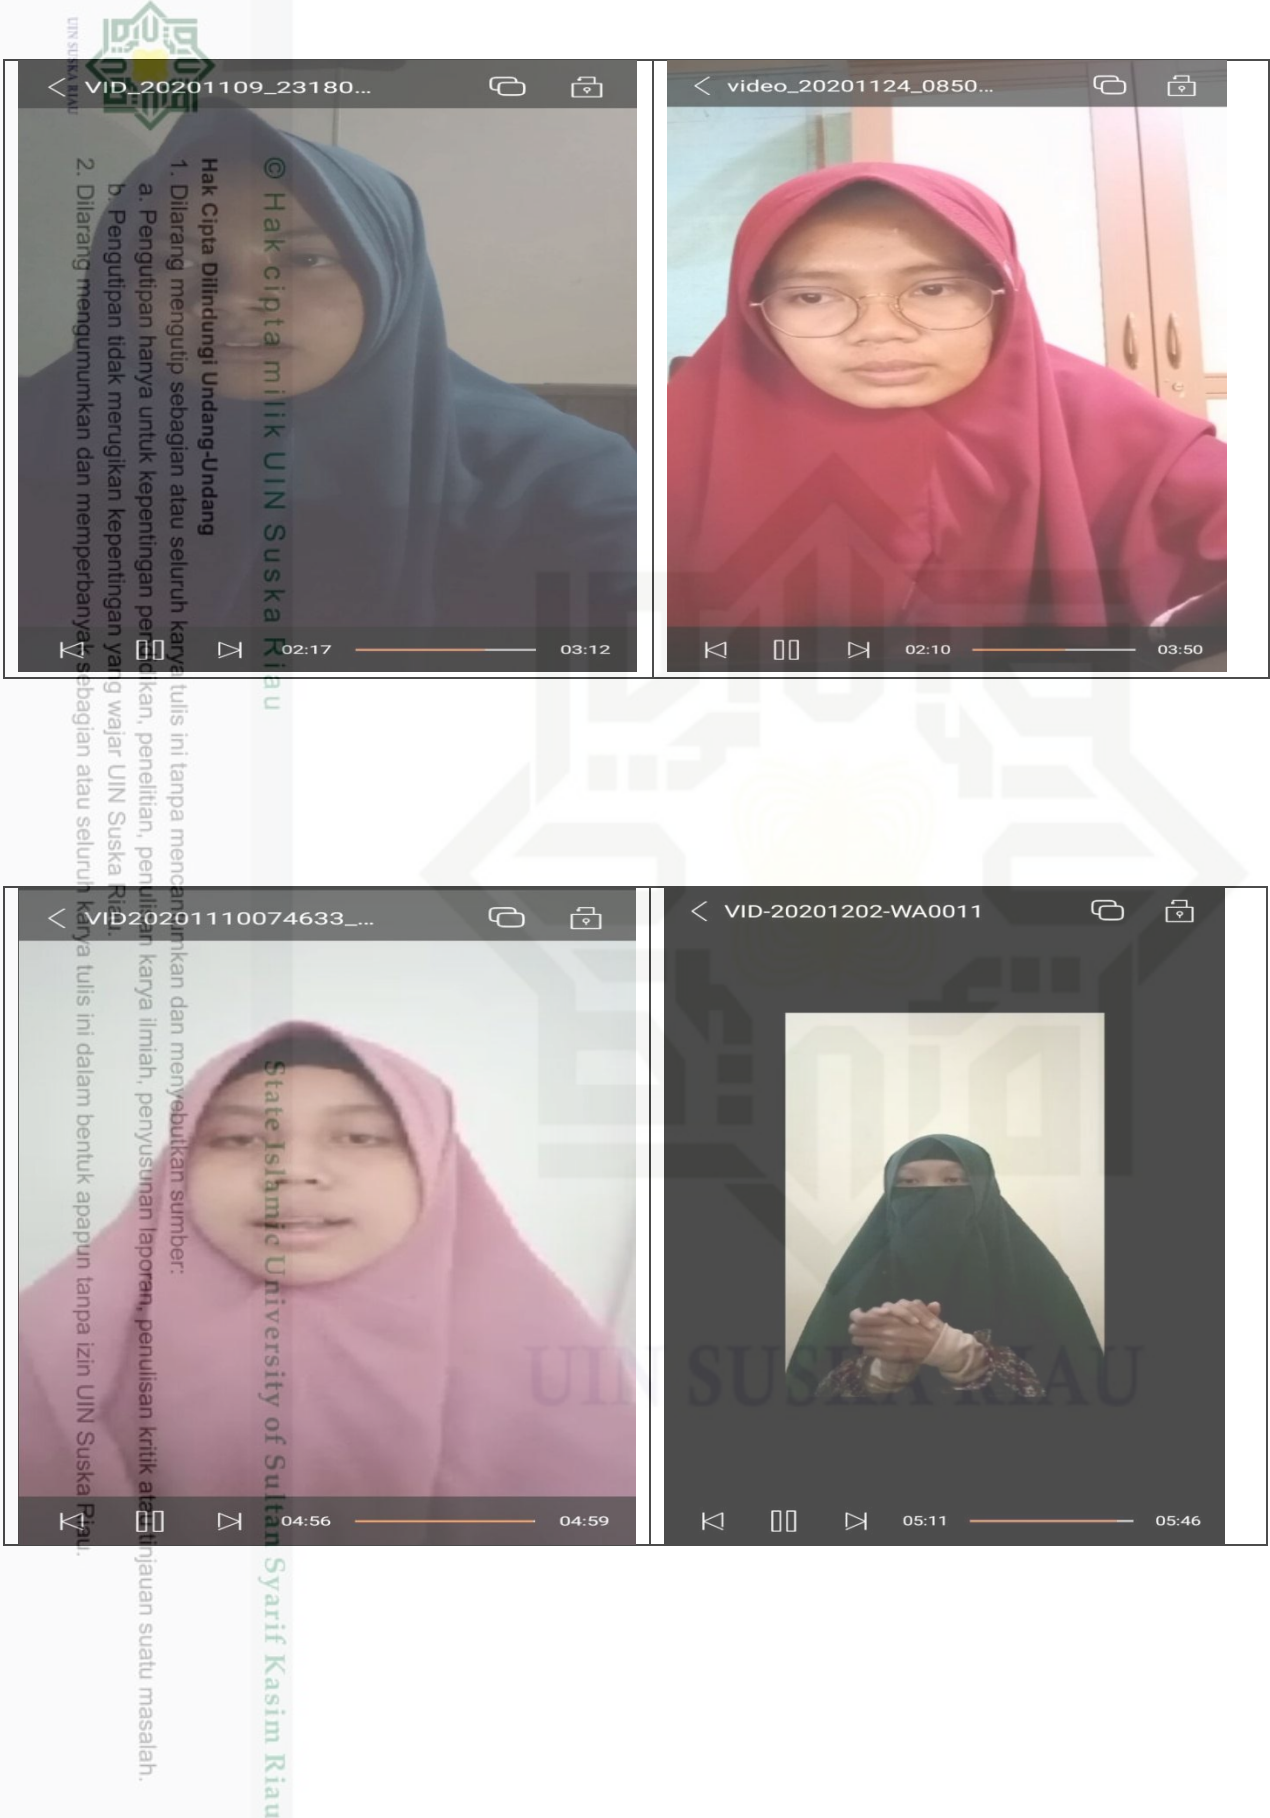 UIN SUSKA RIAU
© Hak cipta milik UIN Suska Riau
State Islamic University of Sultan Syarif Kasim Riau
Hak Cipta Dilindungi Undang-Undang
1. Dilarang mengutip sebagian atau seluruh karya tulis ini tanpa mencantumkan dan menyebutkan sumber:
a. Pengutipan hanya untuk kepentingan pendidikan, penelitian, penulisan karya ilmiah, penyusunan laporan, penulisan kritik atau tinjauan suatu masalah.
b. Pengutipan tidak merugikan kepentingan yang wajar UIN Suska Riau.
2. Dilarang mengumumkan dan memperbanyak sebagian atau seluruh karya tulis ini dalam bentuk apapun tanpa izin UIN Suska Riau.
VID_20201109_23180...
02:17 03:12
video_20201124_0850...
02:10 03:50
VID20201110074633_...
04:56 04:59
VID-20201202-WA0011
05:11 05:46
UIN SUSKA RIAU